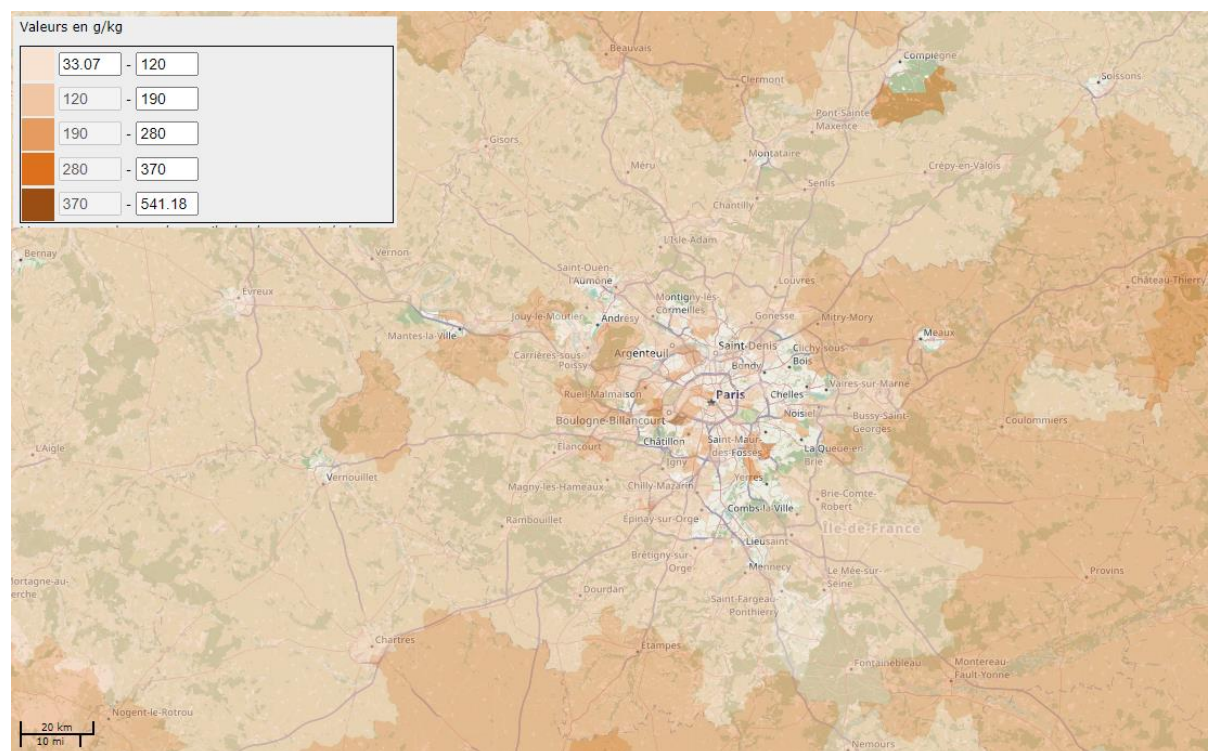 Valeurs en g/kg
33.07 - 120
120 - 190
190 - 280
280 - 370
370 - 541.18
Beauvais
Compiègne
Soissons
Clermont
Pont-Sainte-
Maxence
Gisors
Montataire
Méru
Crépy-en-Valois
Senlis
Chantilly
Bernay
Vernon
L'Isle-Adam
Saint-Ouen-
l'Aumône
Louvres
Château-Thierry
Évreux
Montigny-lès-
Cormeilles
Jouy-le-Moutier
Andrésy
Gonesse
Mitry-Mory
Mantes-la-Ville
Meaux
Carrières-sous-
Poissy
Argenteuil
Saint-Denis
Clichy-sous-
Bois
Bondy
Rueil-Malmaison
Paris
Chelles
Vaires-sur-Marne
Boulogne-Billancourt
Noisiel
Bussy-Saint-
Georges
Coulommiers
L'Aigle
Élancourt
Châtillon
Saint-Maur-
des-Fossés
La Queue-en-
Brie
Igny
Vernouillet
Magny-les-Hameaux
Chilly-Mazarin
Yerres
Brie-Comte-
Robert
Combs-la-Ville
Rambouillet
Épinay-sur-Orge
Île-de-France
Lieusaint
Brétigny-sur-
Orge
Mennecy
Le Mée-sur-
Seine
Provins
Mortagne-au-
Perche
Dourdan
Saint-Fargeau-
Ponthierry
Chartres
Étampes
Fontainebleau
Montereau-
Fault-Yonne
Nogent-le-Rotrou
Nemours
20 km
10 mi